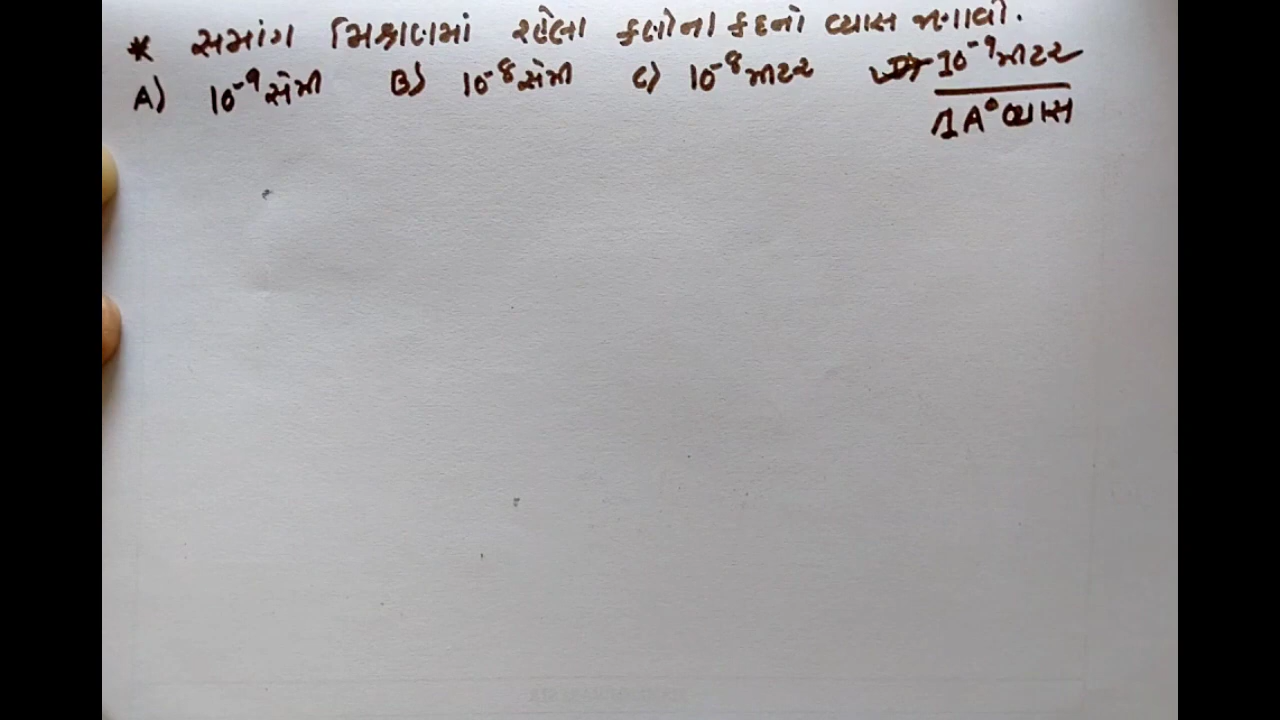 * સમાંગ મિશ્રણમાં રહેલા કણોના કદનો વ્યાસ જણાવો.
A) 10⁻⁹ સેમી B) 10⁻⁸ સેમી C) 10⁻⁸ મીટર D) 10⁻⁹ મીટર
1A° વ્યાસ